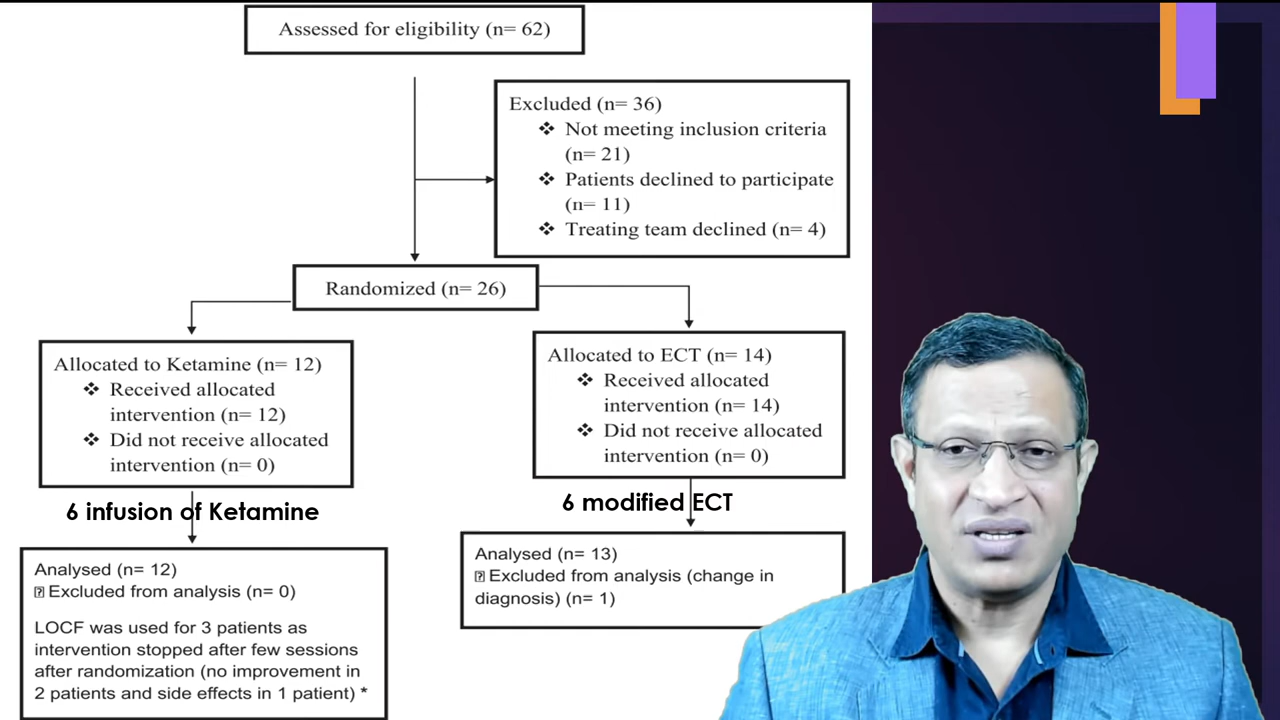 Assessed for eligibility (n= 62)
Excluded (n= 36)
❖ Not meeting inclusion criteria
(n= 21)
❖ Patients declined to participate
(n= 11)
❖ Treating team declined (n= 4)
Randomized (n= 26)
Allocated to Ketamine (n= 12)
❖ Received allocated
intervention (n= 12)
❖ Did not receive allocated
intervention (n= 0)
Allocated to ECT (n= 14)
❖ Received allocated
intervention (n= 14)
❖ Did not receive allocated
intervention (n= 0)
6 infusion of Ketamine
6 modified ECT
Analysed (n= 12)
⍰ Excluded from analysis (n= 0)
LOCF was used for 3 patients as
intervention stopped after few sessions
after randomization (no improvement in
2 patients and side effects in 1 patient) *
Analysed (n= 13)
⍰ Excluded from analysis (change in
diagnosis) (n= 1)